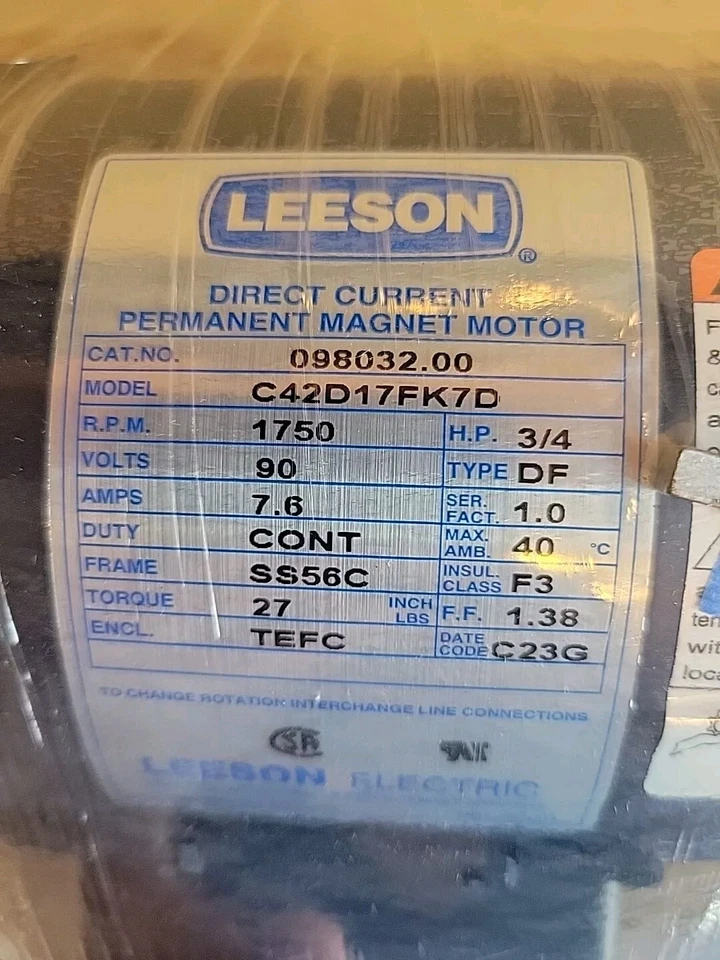 LEESON
®
DIRECT CURRENT
PERMANENT MAGNET MOTOR
CAT.NO. 098032.00
MODEL C42D17FK7D
R.P.M. 1750 H.P. 3/4
VOLTS 90 TYPE DF
AMPS 7.6 SER. FACT. 1.0
DUTY CONT MAX. AMB. 40 °C
FRAME SS56C INSUL. CLASS F3
TORQUE 27 INCH LBS F.F. 1.38
ENCL. TEFC DATE CODE C23G
TO CHANGE ROTATION INTERCHANGE LINE CONNECTIONS
LEESON ELECTRIC
F
&
wit
loca